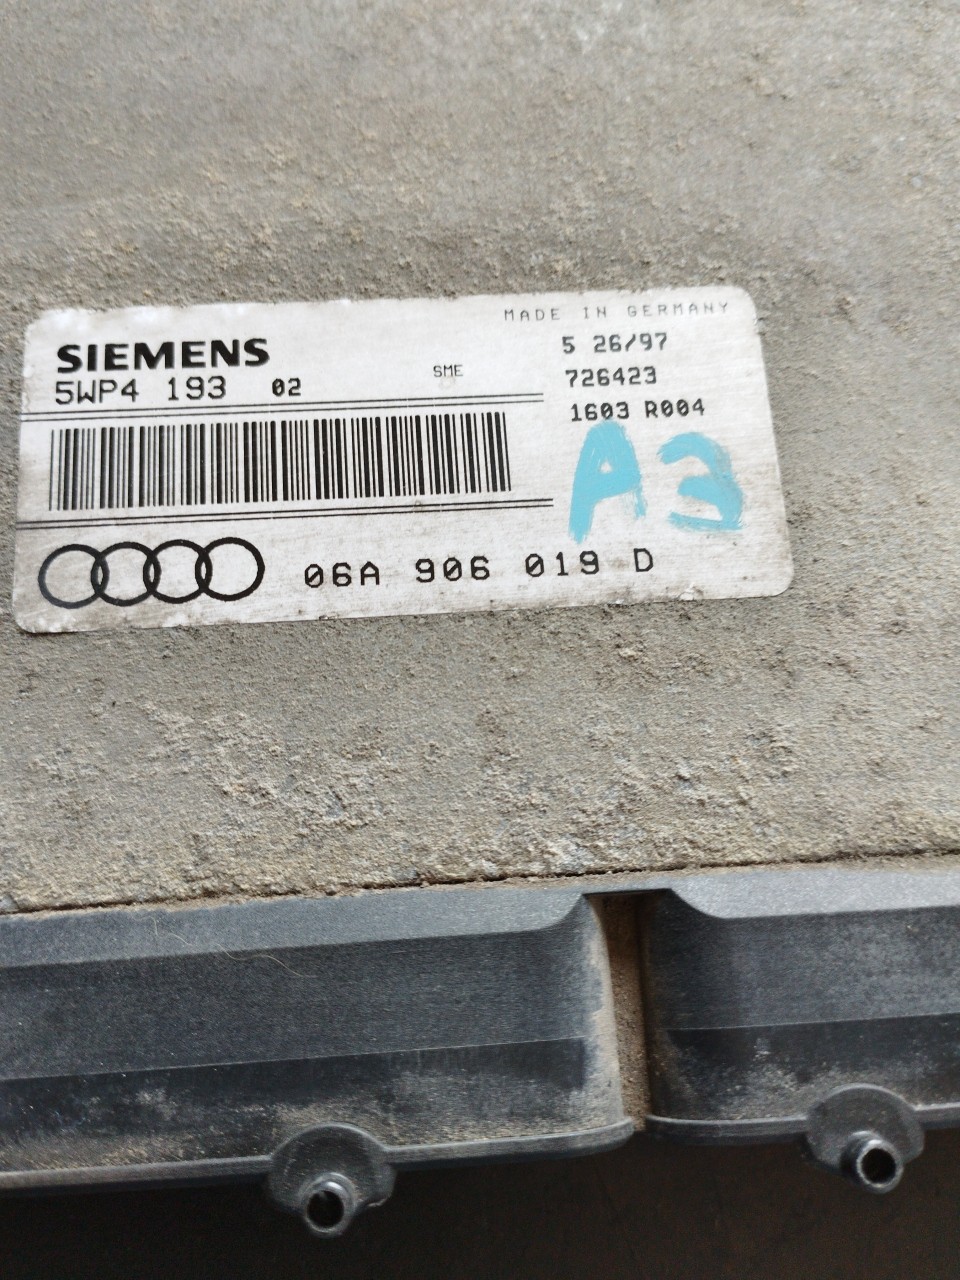 MADE IN GERMANY
SIEMENS
5 26/97
5WP4 193 02
SME
726423
1603 R004
A3
06A 906 019 D